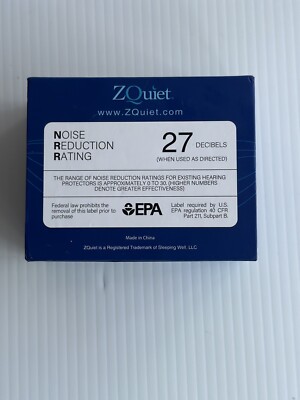 ZQuiet
www.ZQuiet.com
NOISE
REDUCTION
RATING
27 DECIBELS
(WHEN USED AS DIRECTED)
THE RANGE OF NOISE REDUCTION RATINGS FOR EXISTING HEARING
PROTECTORS IS APPROXIMATELY 0 TO 30. (HIGHER NUMBERS
DENOTE GREATER EFFECTIVENESS)
Federal law prohibits the
removal of this label prior to
purchase
EPA
Label required by U.S.
EPA regulation 40 CFR
Part 211, Subpart B.
Made in China
ZQuiet is a Registered Trademark of Sleeping Well, LLC.